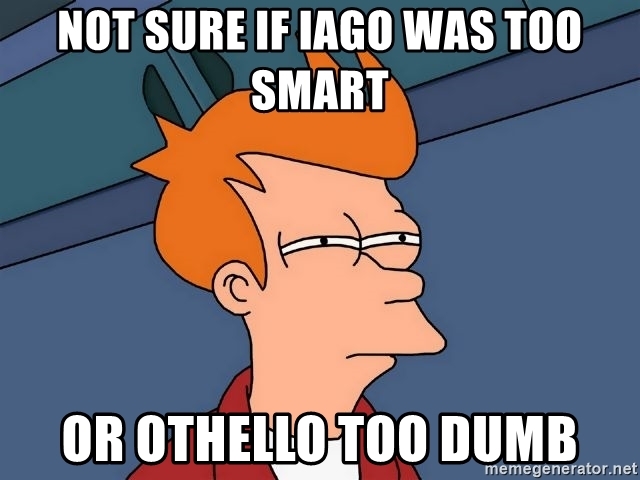 NOT SURE IF IAGO WAS TOO
SMART
OR OTHELLO TOO DUMB
memegenerator.net